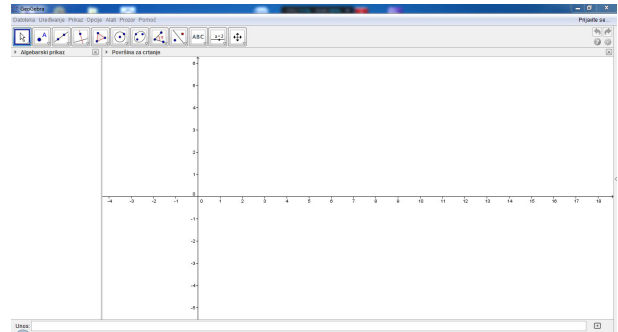 GeoGebra
Datoteka Uređivanje Prikaz Opcije Alati Prozor Pomoć
Prijavite se...
ABC
a=2
Algebarski prikaz
Površina za crtanje
6
5
4
3
2
1
0
-4 -3 -2 -1 0 1 2 3 4 5 6 7 8 9 10 11 12 13 14 15 16 17 18
-1
-2
-3
-4
-5
Unos: